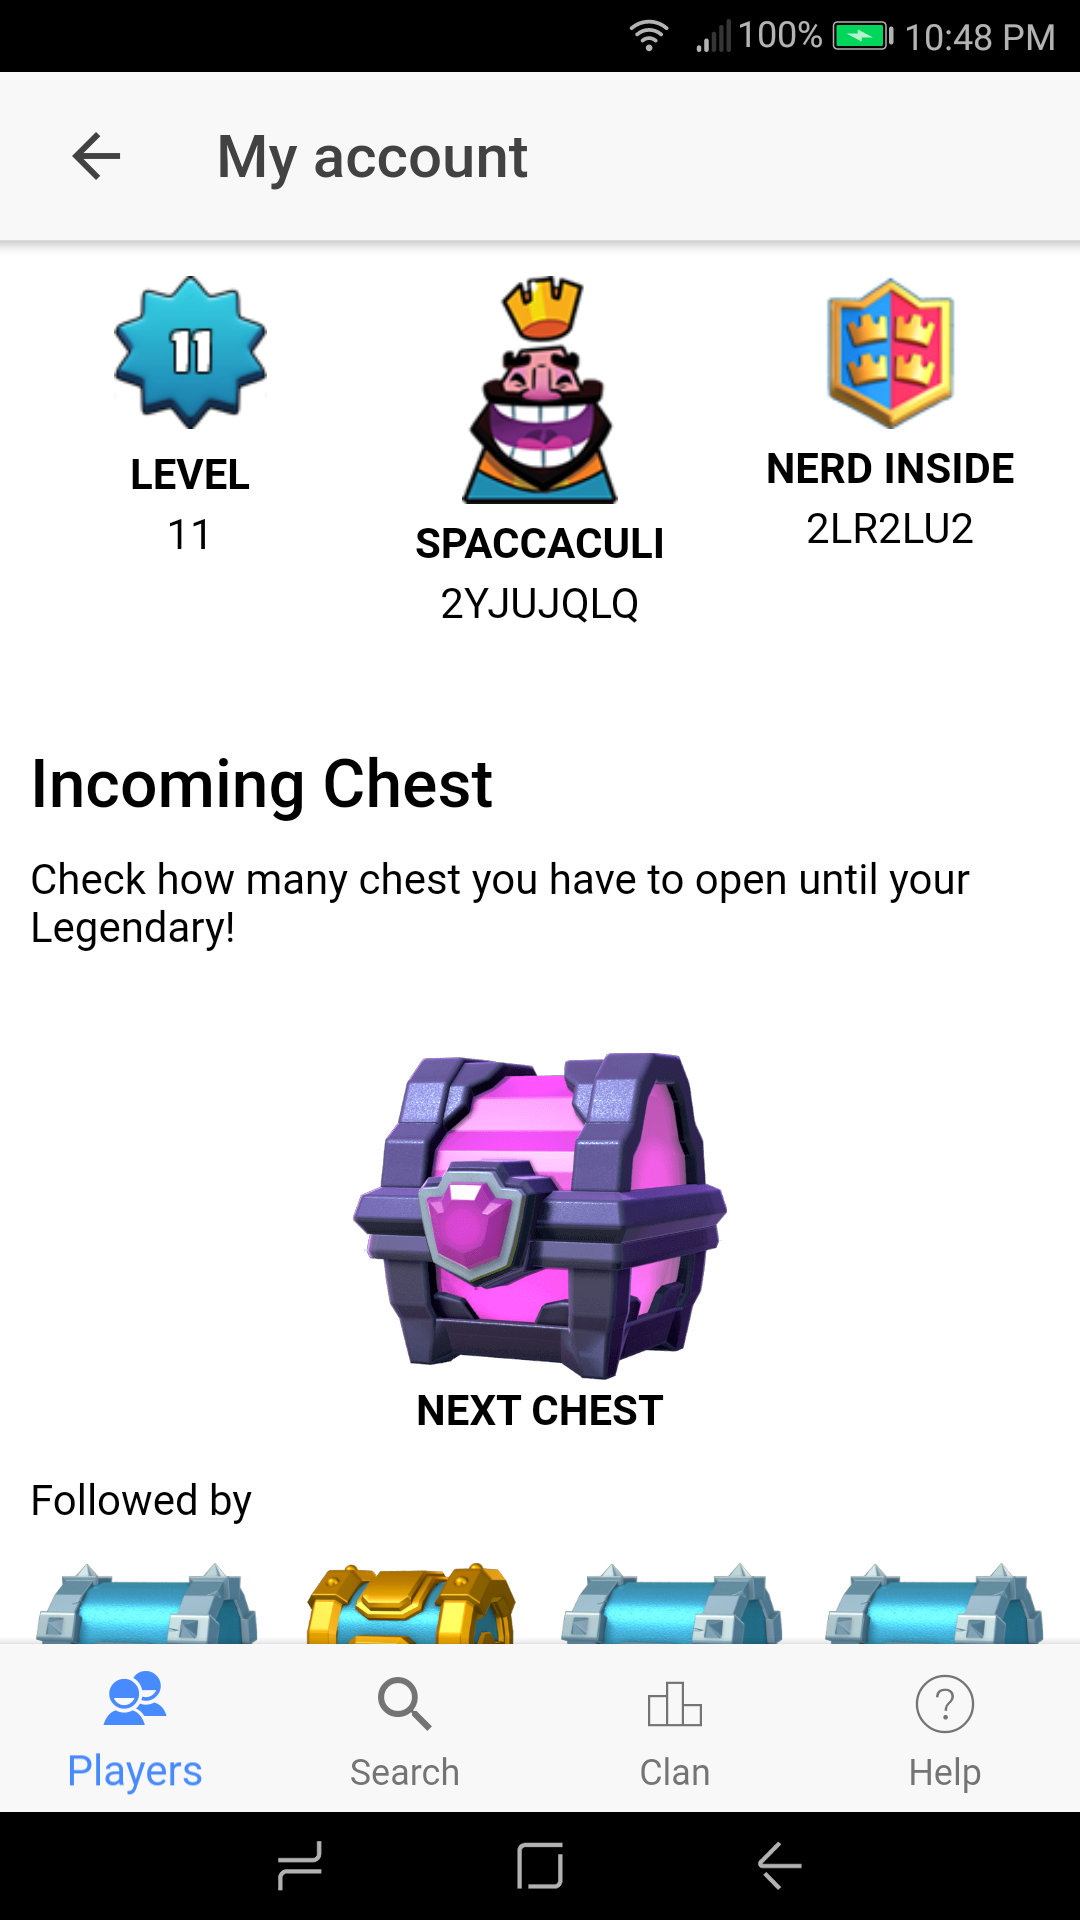 100% 10:48 PM
My account
11
LEVEL
11
SPACCACULI
2YJUJQLQ
NERD INSIDE
2LR2LU2
Incoming Chest
Check how many chest you have to open until your
Legendary!
NEXT CHEST
Followed by
Players Search Clan ? Help